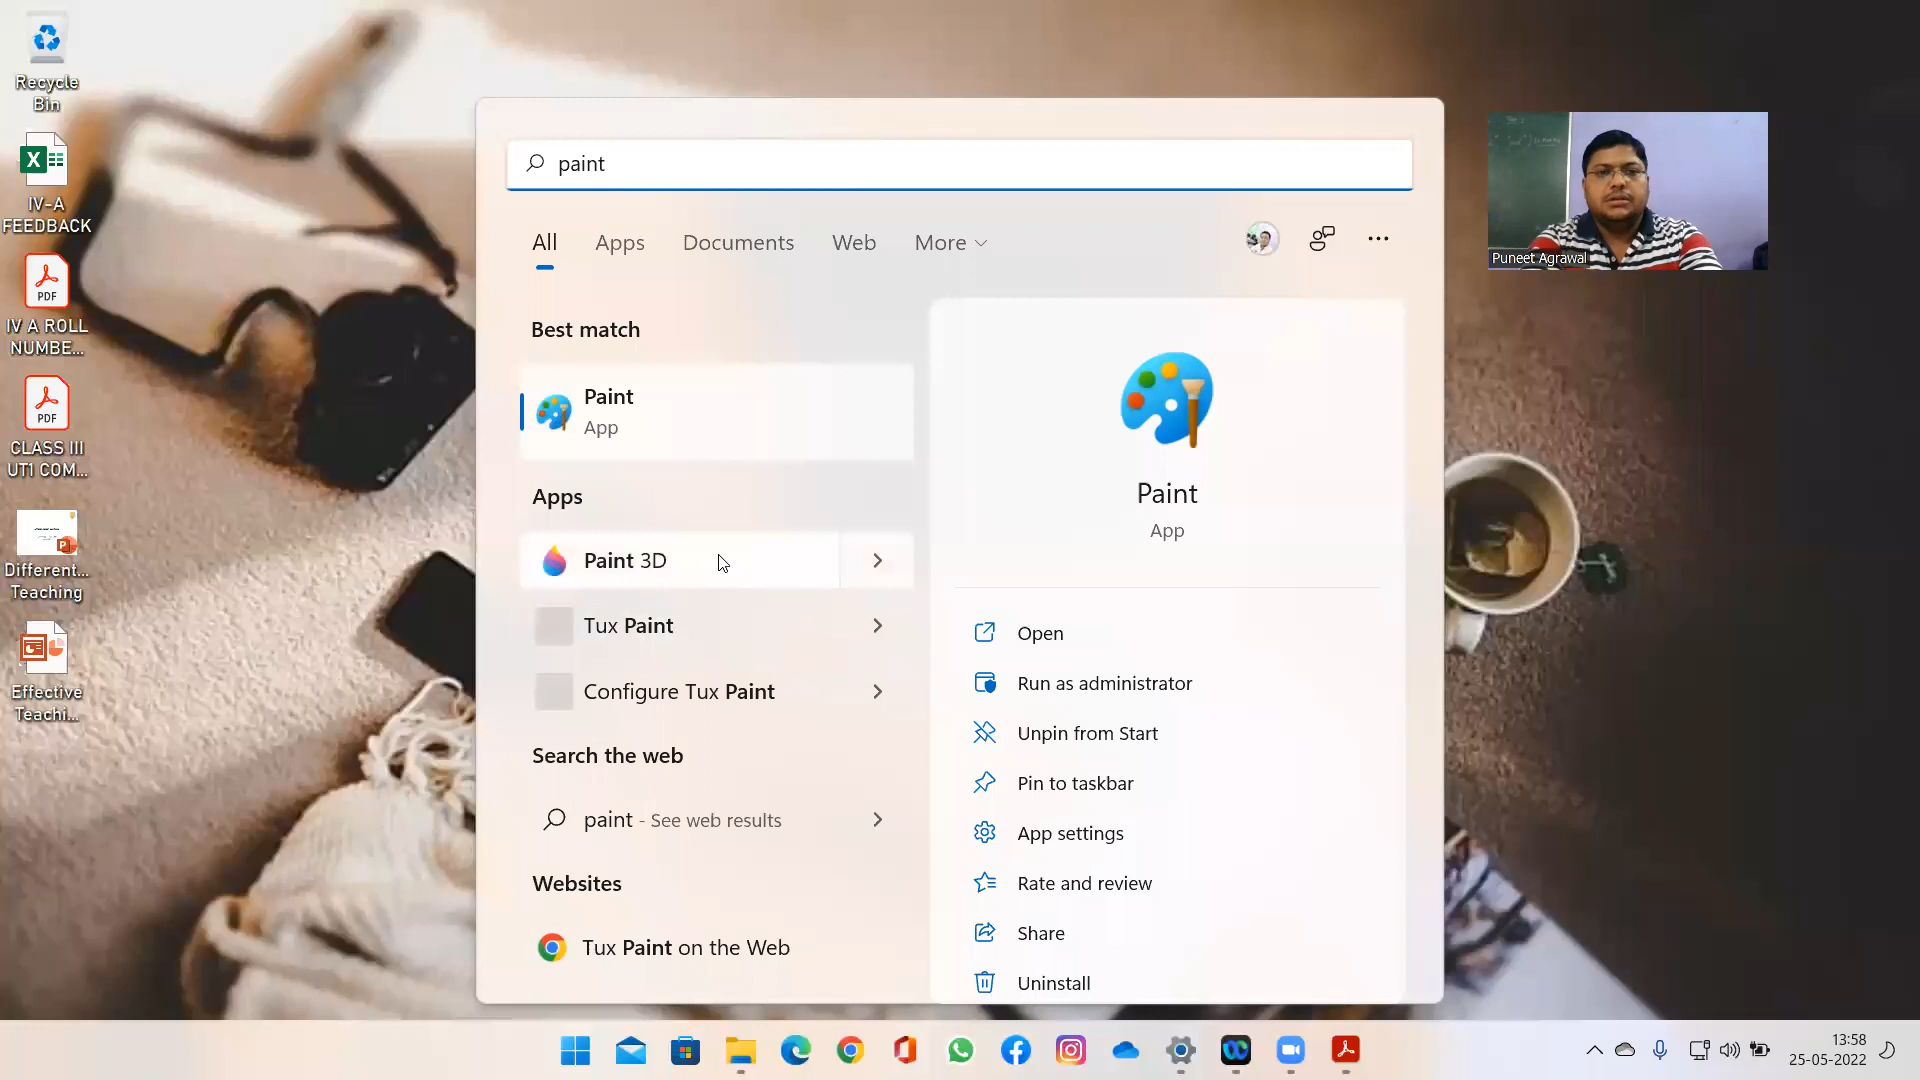 Recycle
Bin
IV-A
FEEDBACK
PDF
IV A ROLL
NUMBE...
PDF
CLASS III
UT1 COM...
Different...
Teaching
Effective
Teachi...
paint
All Apps Documents Web More
Best match
Paint
App
Apps
Paint 3D
Tux Paint
Configure Tux Paint
Search the web
paint - See web results
Websites
Tux Paint on the Web
Paint
App
Open
Run as administrator
Unpin from Start
Pin to taskbar
App settings
Rate and review
Share
Uninstall
Puneet Agrawal
13:58
25-05-2022